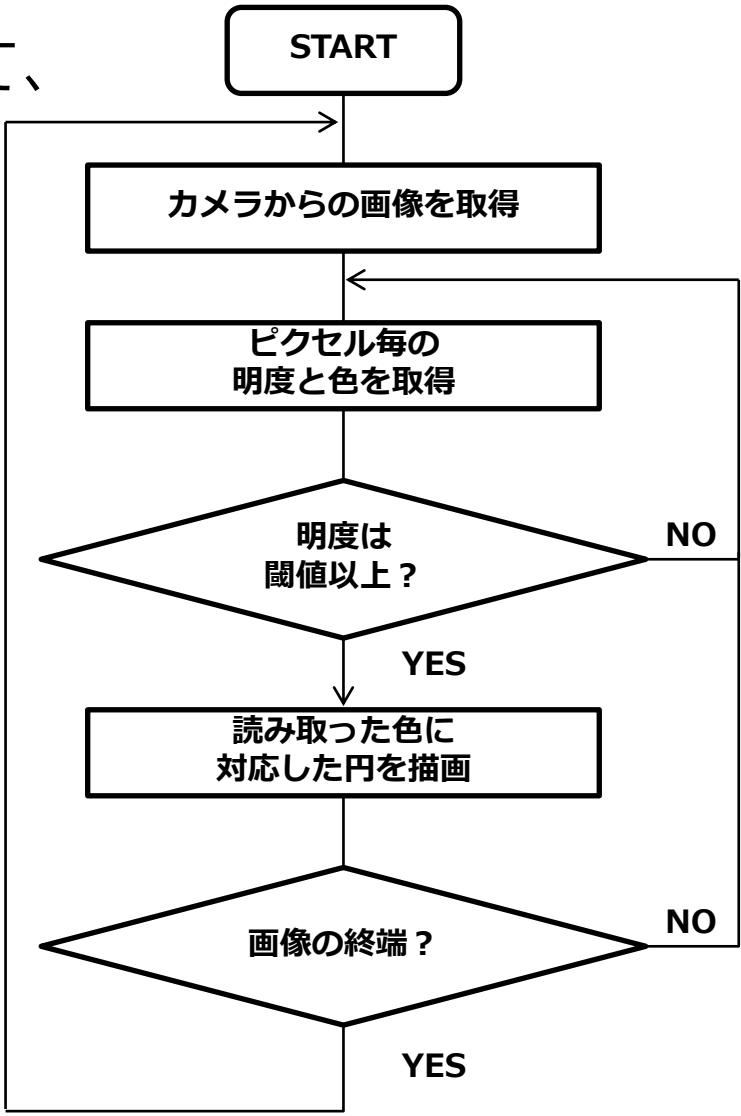 START
カメラからの画像を取得
ピクセル毎の
明度と色を取得
明度は
閾値以上？
NO
YES
読み取った色に
対応した円を描画
画像の終端？
NO
YES